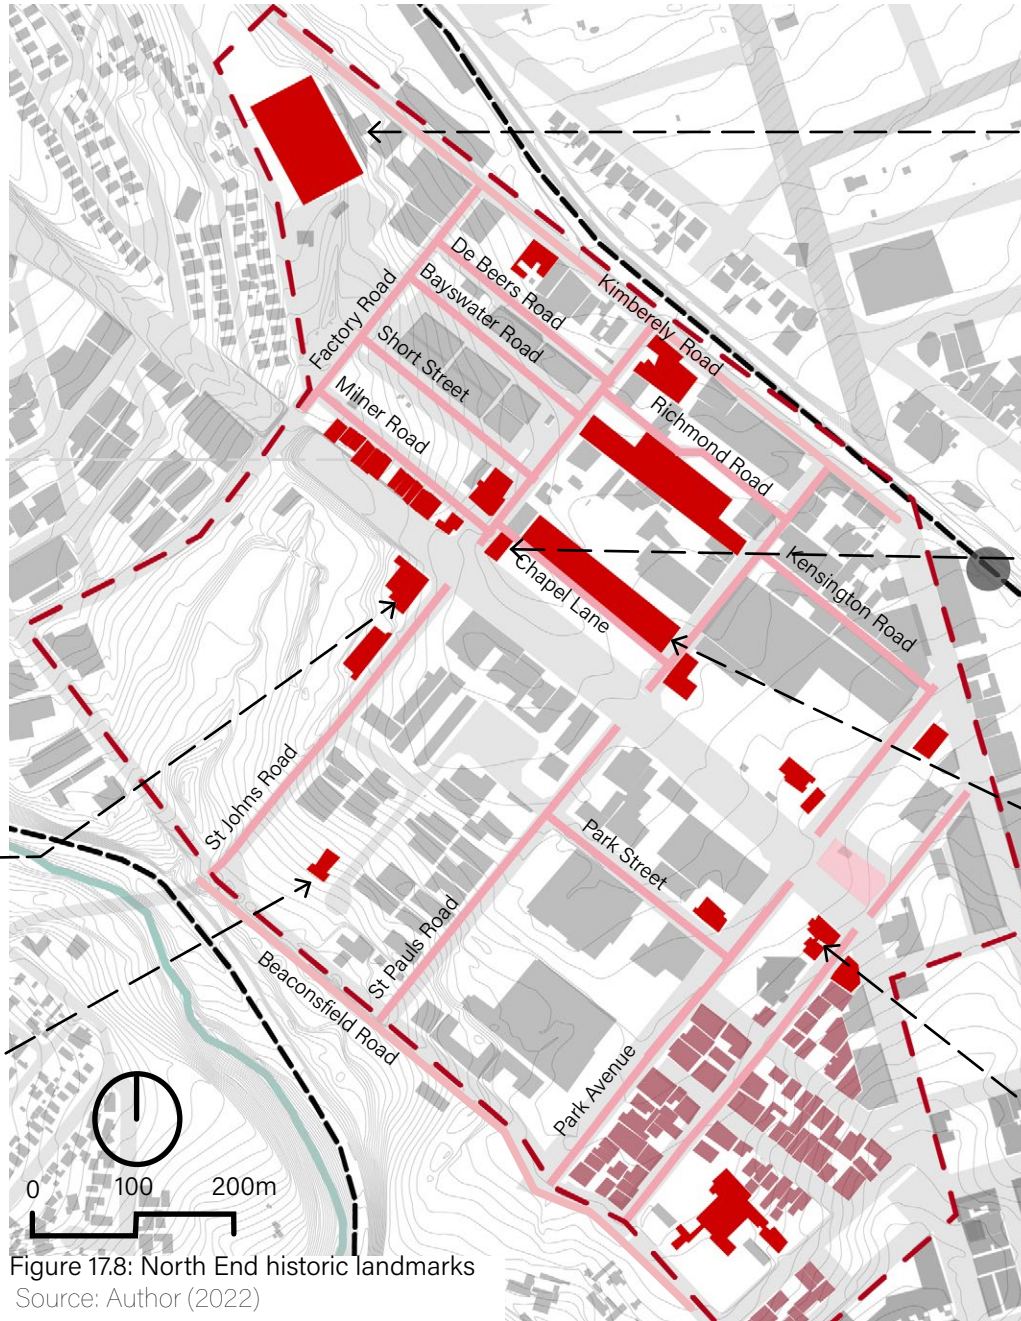 De Beers Road
Kimberely Road
Bayswater Road
Factory Road
Short Street
Milner Road
Richmond Road
Chapel Lane
Kensington Road
St Johns Road
Park Street
St Pauls Road
Beaconsfield Road
Park Avenue
0 100 200m
Figure 17.8: North End historic landmarks
Source: Author (2022)